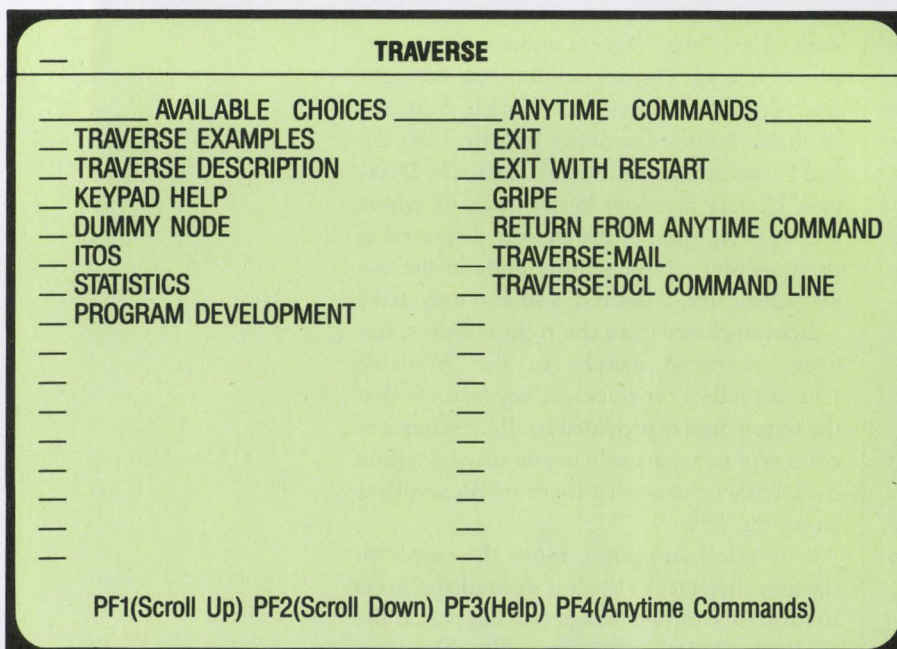 TRAVERSE
AVAILABLE CHOICES
TRAVERSE EXAMPLES
TRAVERSE DESCRIPTION
KEYPAD HELP
DUMMY NODE
ITOS
STATISTICS
PROGRAM DEVELOPMENT
ANYTIME COMMANDS
EXIT
EXIT WITH RESTART
GRIPE
RETURN FROM ANYTIME COMMAND
TRAVERSE:MAIL
TRAVERSE:DCL COMMAND LINE
PF1(Scroll Up) PF2(Scroll Down) PF3(Help) PF4(Anytime Commands)